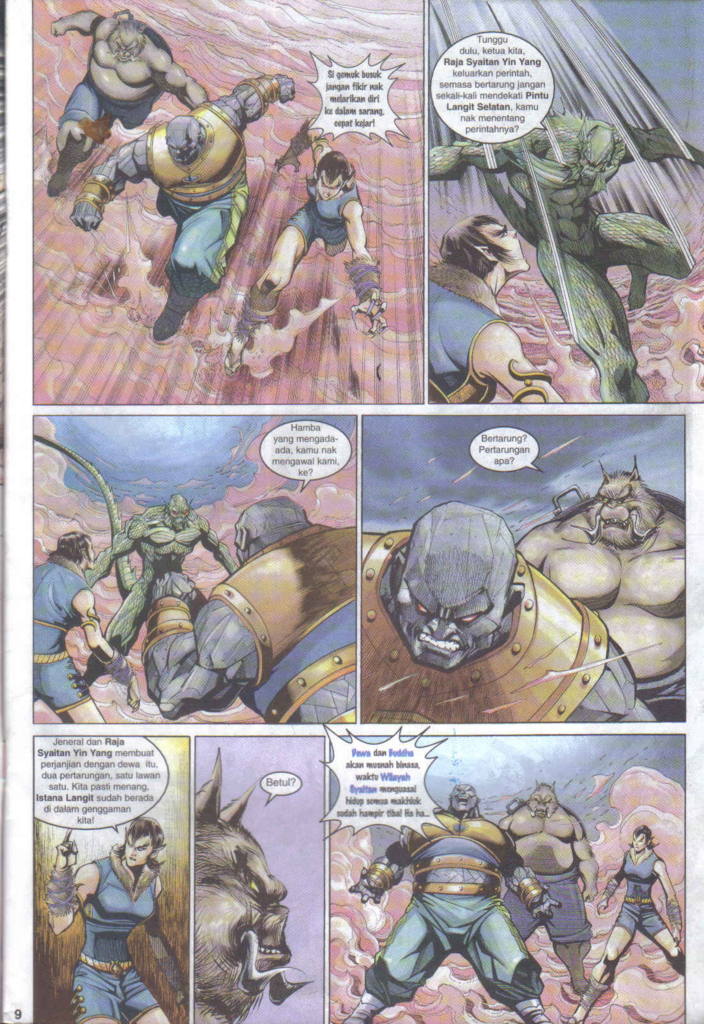 Si gemuk busuk
jangan fikir nak
melarikan diri
ke dalam sarang,
cepat kejar!
Tunggu
dulu, ketua kita,
Raja Syaitan Yin Yang
keluarkan perintah,
semasa bertarung jangan
sekali-kali mendekati Pintu
Langit Selatan, kamu
nak menentang
perintahnya?
Hamba
yang mengada-
ada, kamu nak
mengawal kami,
ke?
Bertarung?
Pertarungan
apa?
Jeneral dan Raja
Syaitan Yin Yang membuat
perjanjian dengan dewa itu,
dua pertarungan, satu lawan
satu. Kita pasti menang,
Istana Langit sudah berada
di dalam genggaman
kita!
Betul?
Dewa dan Buddha
akan musnah binasa,
waktu Wilayah
Syaitan menguasai
hidup semua makhluk
sudah hampir tiba! Ha ha...
9